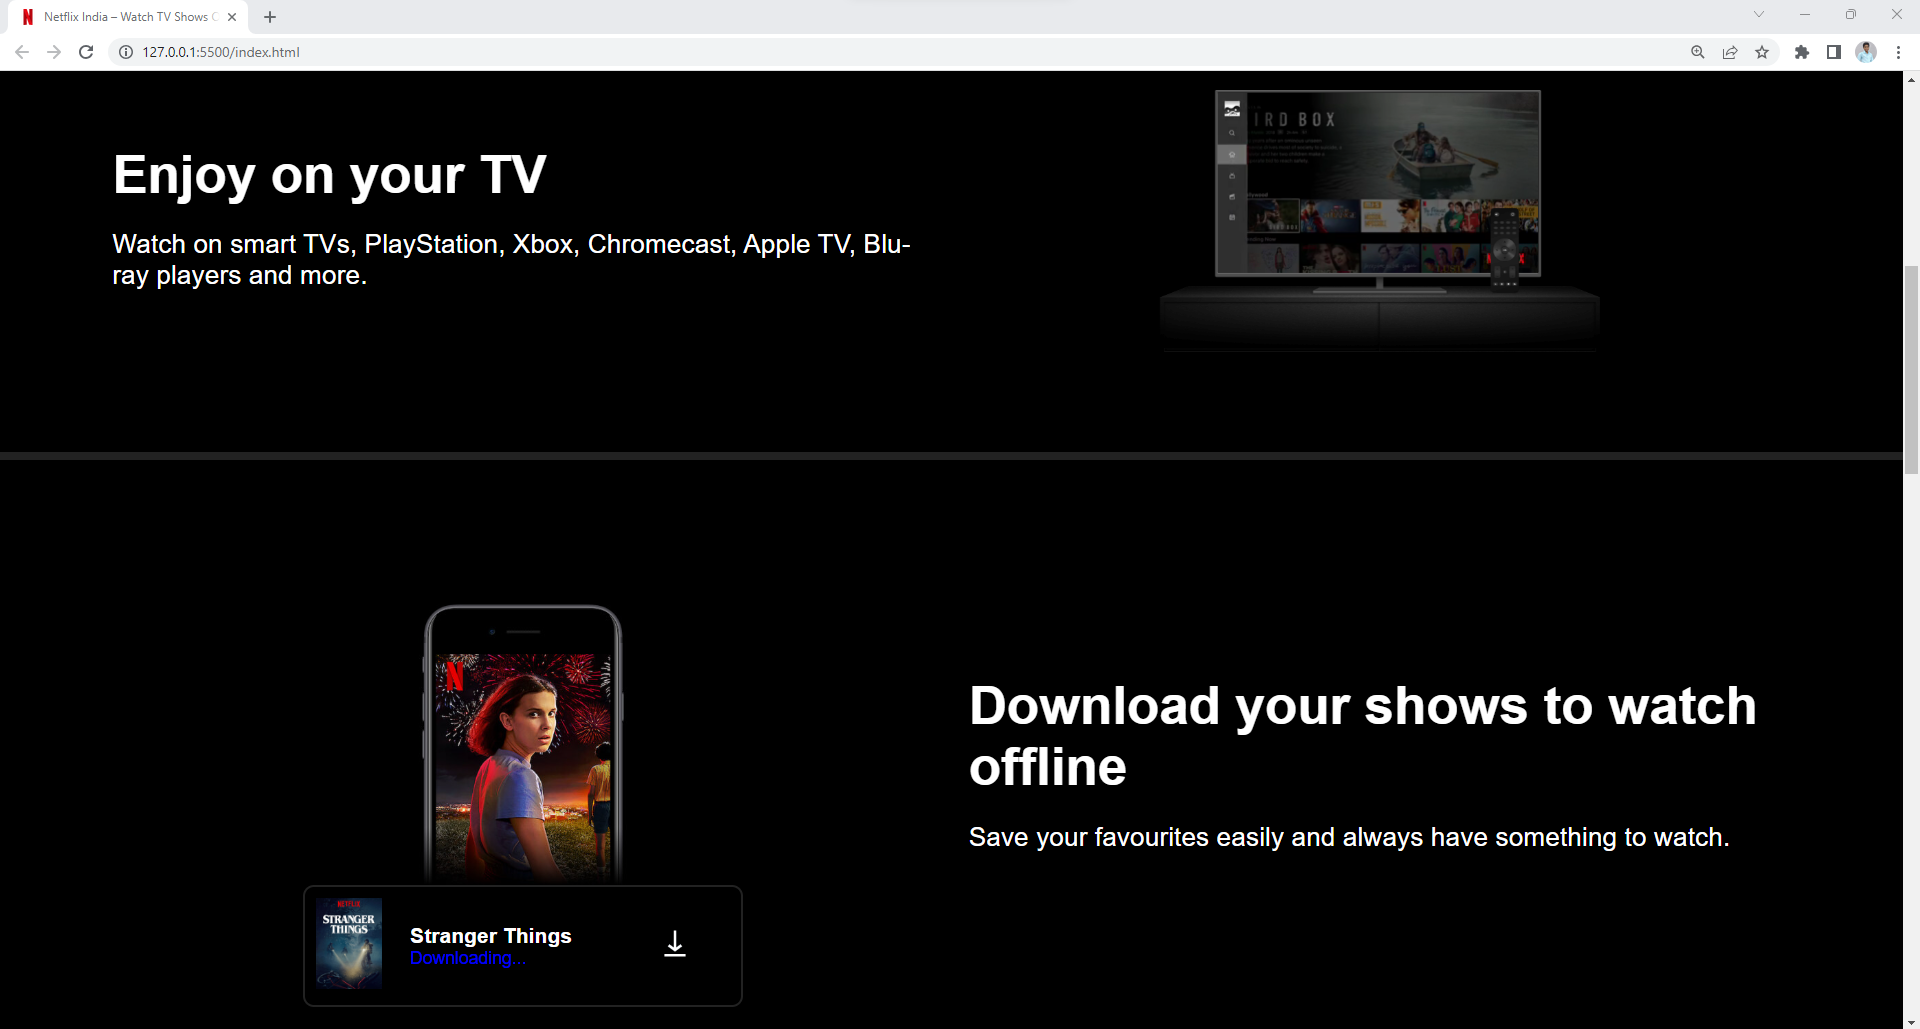 Netflix India – Watch TV Shows
127.0.0.1:5500/index.html
IRD BOX
Enjoy on your TV
Watch on smart TVs, PlayStation, Xbox, Chromecast, Apple TV, Blu-
ray players and more.
N
Download your shows to watch
offline
Save your favourites easily and always have something to watch.
NETFLIX
STRANGER
THINGS
Stranger Things
Downloading...